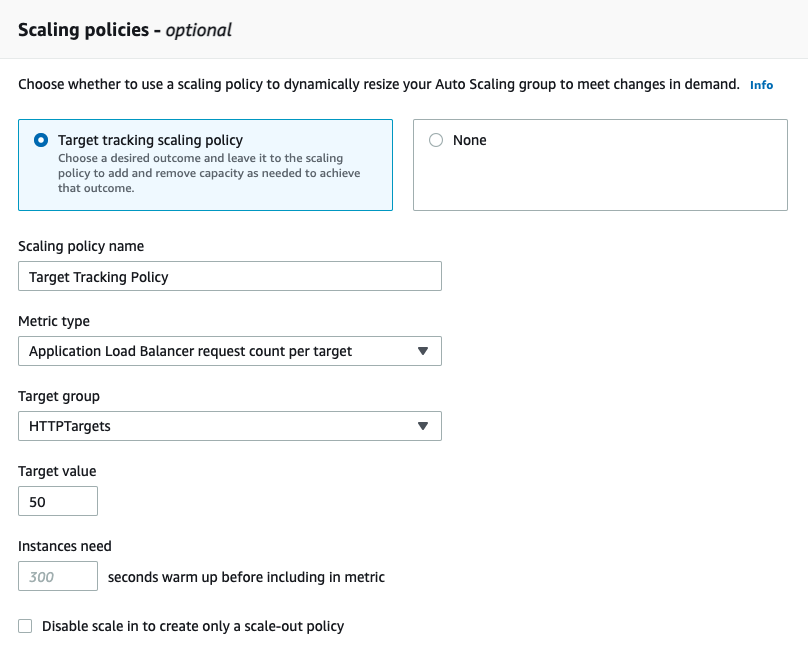 Scaling policies - optional
Choose whether to use a scaling policy to dynamically resize your Auto Scaling group to meet changes in demand. Info
Target tracking scaling policy
Choose a desired outcome and leave it to the scaling
policy to add and remove capacity as needed to achieve
that outcome.
None
Scaling policy name
Target Tracking Policy
Metric type
Application Load Balancer request count per target
Target group
HTTPTargets
Target value
50
Instances need
300 seconds warm up before including in metric
Disable scale in to create only a scale-out policy